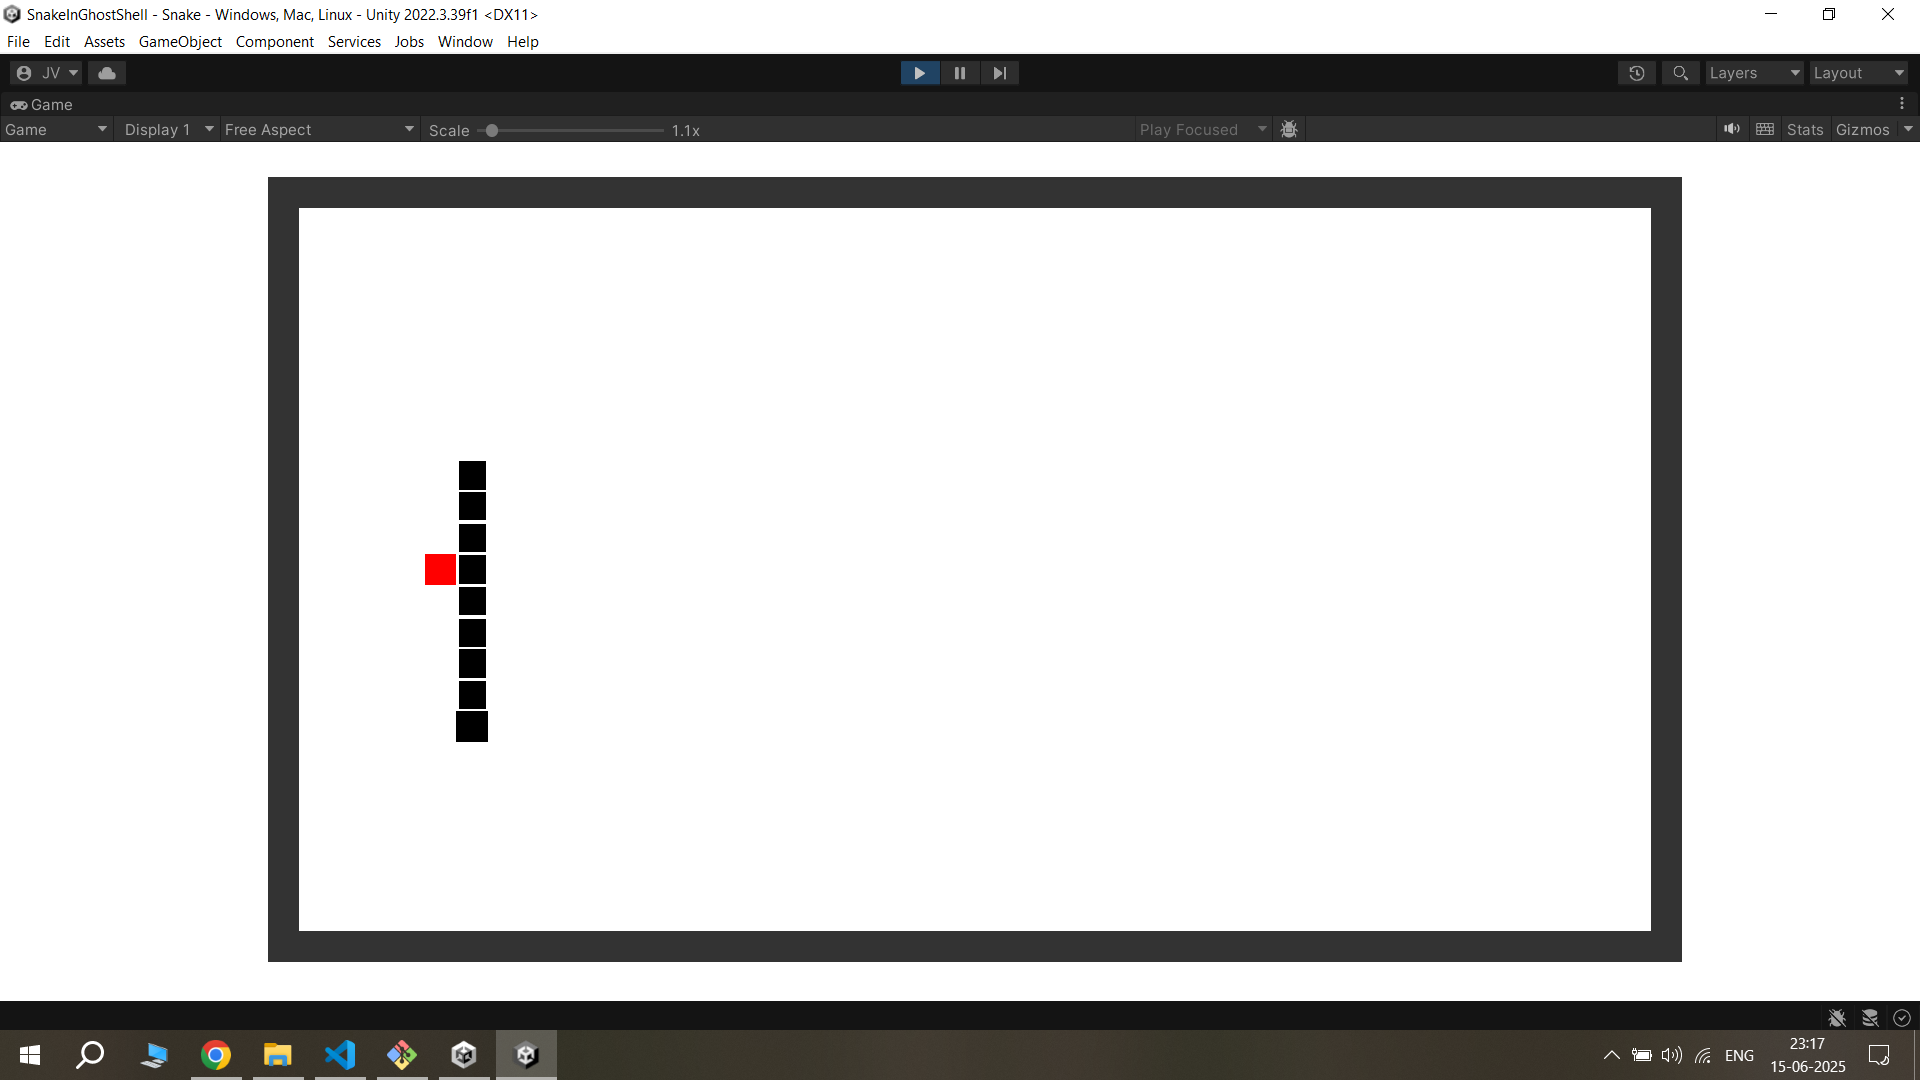 SnakeInGhostShell - Snake - Windows, Mac, Linux - Unity 2022.3.39f1 <DX11>
File Edit Assets GameObject Component Services Jobs Window Help
JV Layers Layout
Game
Game Display 1 Free Aspect Scale 1.1x Play Focused Stats Gizmos
ENG 23:17
15-06-2025